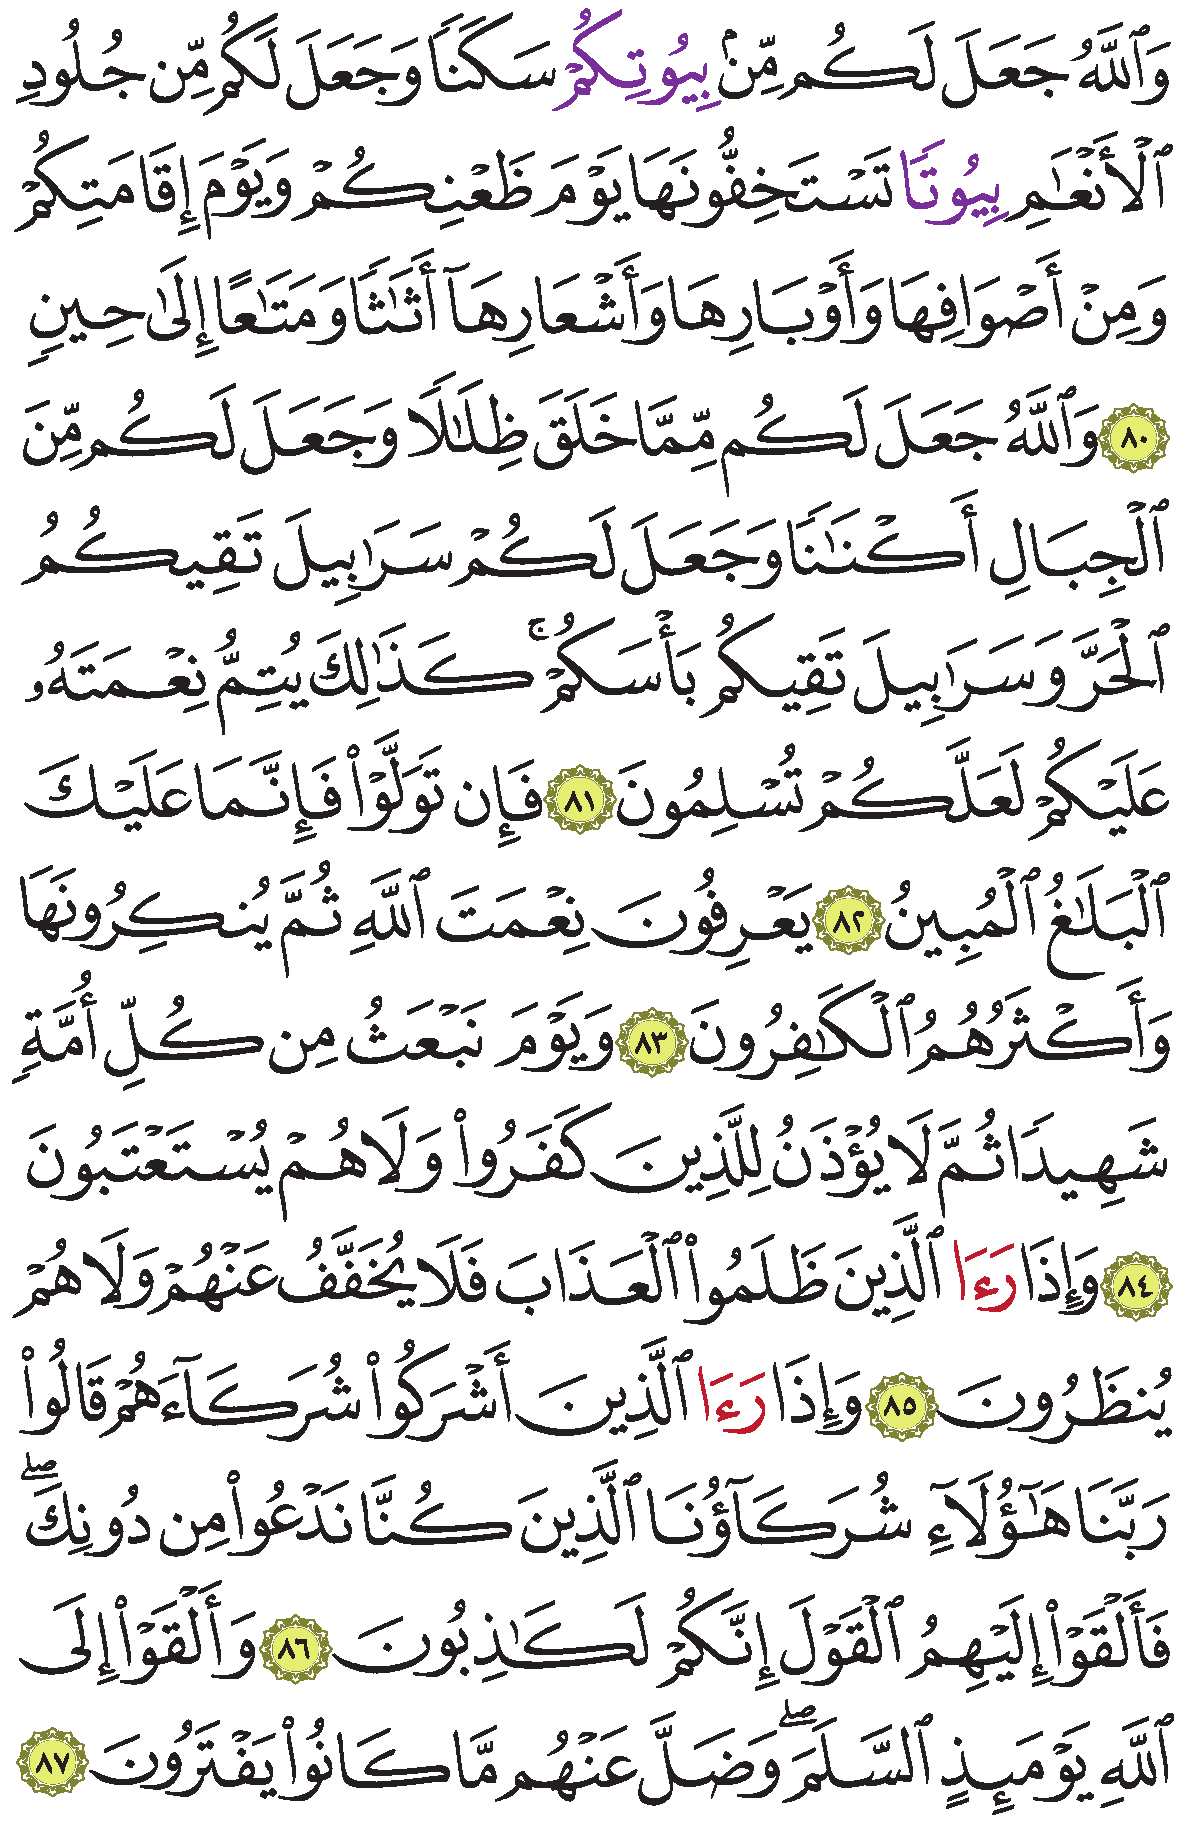 وَٱللَّهُ جَعَلَ لَكُم مِّنۢ بِيُوتِكُمْ سَكَنًا وَجَعَلَ لَكُم مِّن جُلُودِ
ٱلْأَنْعَٰمِ بِيُوتًا تَسْتَخِفُّونَهَا يَوْمَ ظَعْنِكُمْ وَيَوْمَ إِقَامَتِكُمْ
وَمِنْ أَصْوَافِهَا وَأَوْبَارِهَا وَأَشْعَارِهَآ أَثَٰثًا وَمَتَٰعًا إِلَىٰ حِينٍ
٨٠ وَٱللَّهُ جَعَلَ لَكُم مِّمَّا خَلَقَ ظِلَٰلًا وَجَعَلَ لَكُم مِّنَ
ٱلْجِبَالِ أَكْنَٰنًا وَجَعَلَ لَكُمْ سَرَٰبِيلَ تَقِيكُمُ
ٱلْحَرَّ وَسَرَٰبِيلَ تَقِيكُم بَأْسَكُمْ ۚ كَذَٰلِكَ يُتِمُّ نِعْمَتَهُۥ
عَلَيْكُمْ لَعَلَّكُمْ تُسْلِمُونَ ٨١ فَإِن تَوَلَّوْا۟ فَإِنَّمَا عَلَيْكَ
ٱلْبَلَٰغُ ٱلْمُبِينُ ٨٢ يَعْرِفُونَ نِعْمَتَ ٱللَّهِ ثُمَّ يُنكِرُونَهَا
وَأَكْثَرُهُمُ ٱلْكَٰفِرُونَ ٨٣ وَيَوْمَ نَبْعَثُ مِن كُلِّ أُمَّةٍ
شَهِيدًا ثُمَّ لَا يُؤْذَنُ لِلَّذِينَ كَفَرُوا۟ وَلَا هُمْ يُسْتَعْتَبُونَ
٨٤ وَإِذَا رَءَا ٱلَّذِينَ ظَلَمُوا۟ ٱلْعَذَابَ فَلَا يُخَفَّفُ عَنْهُمْ وَلَا هُمْ
يُنظَرُونَ ٨٥ وَإِذَا رَءَا ٱلَّذِينَ أَشْرَكُوا۟ شُرَكَآءَهُمْ قَالُوا۟
رَبَّنَا هَٰٓؤُلَآءِ شُرَكَآؤُنَا ٱلَّذِينَ كُنَّا نَدْعُوا۟ مِن دُونِكَ ۖ
فَأَلْقَوْا۟ إِلَيْهِمُ ٱلْقَوْلَ إِنَّكُمْ لَكَٰذِبُونَ ٨٦ وَأَلْقَوْا۟ إِلَى
ٱللَّهِ يَوْمَئِذٍ ٱلسَّلَمَ ۖ وَضَلَّ عَنْهُم مَّا كَانُوا۟ يَفْتَرُونَ ٨٧